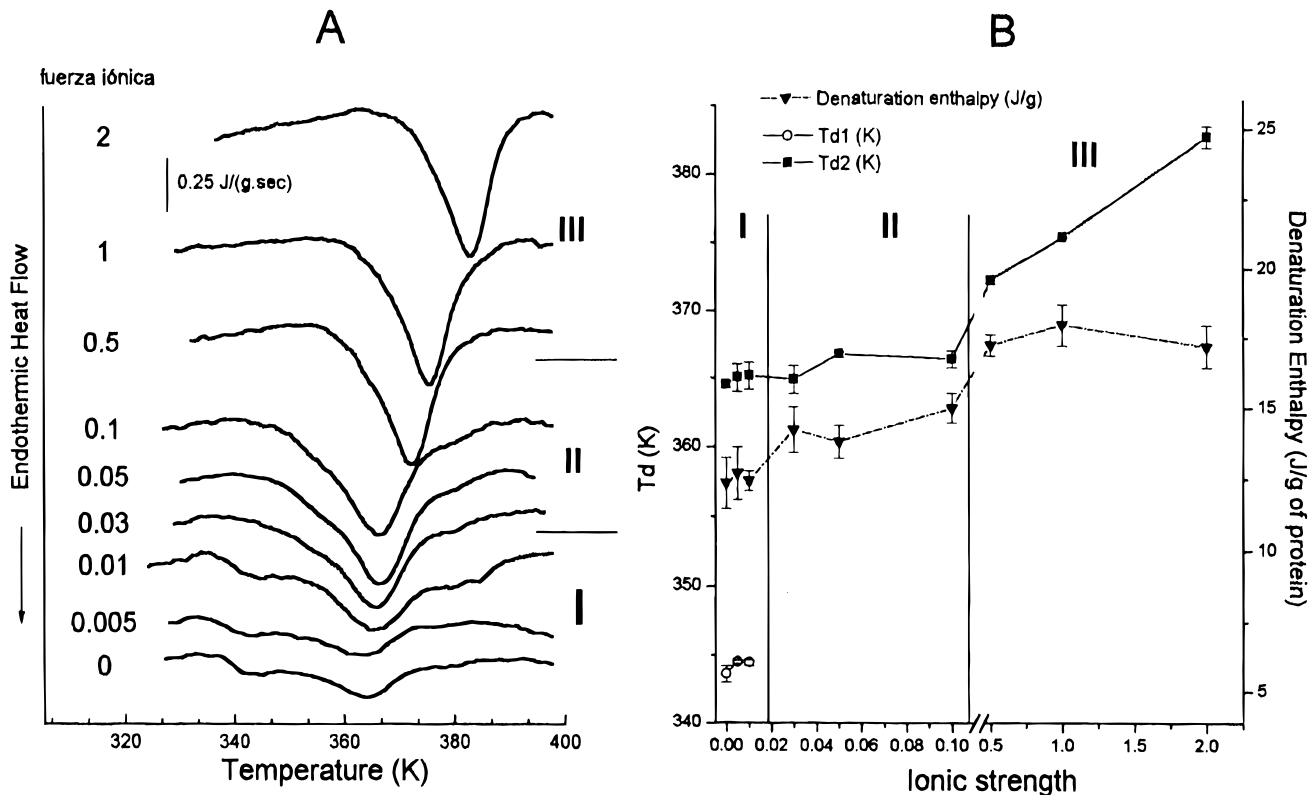 A
fuerza iónica
2
0.25 J/(g.sec)
III
1
0.5
0.1
II
0.05
0.03
0.01
I
0.005
0
Endothermic Heat Flow
320 340 360 380 400
Temperature (K)
B
Denaturation enthalpy (J/g)
Td1 (K)
Td2 (K)
I
II
III
380
370
360
350
340
Td (K)
25
20
15
10
5
Denaturation Enthalpy (J/g of protein)
0.00 0.02 0.04 0.06 0.08 0.10 0.5 1.0 1.5 2.0
Ionic strength